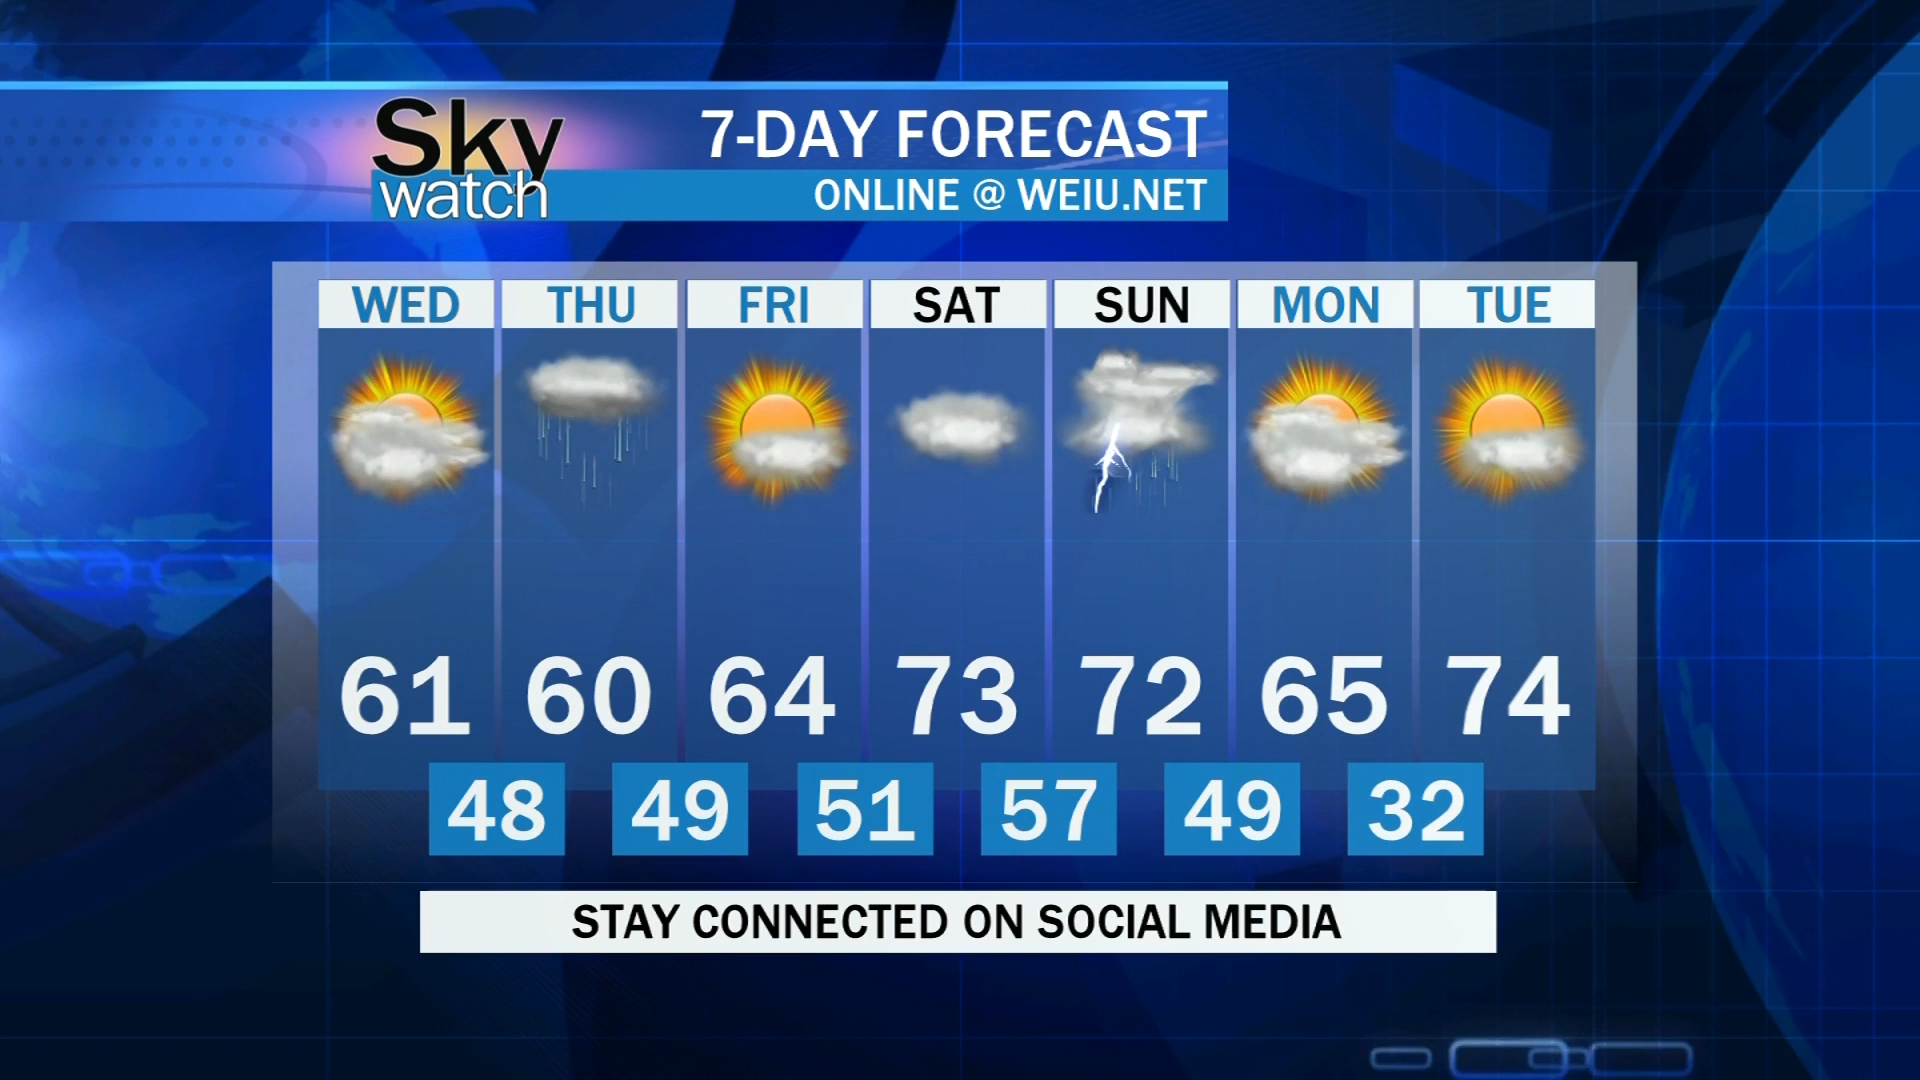 Sky
watch
7-DAY FORECAST
ONLINE @ WEIU.NET
WED THU FRI SAT SUN MON TUE
61 60 64 73 72 65 74
48 49 51 57 49 32
STAY CONNECTED ON SOCIAL MEDIA